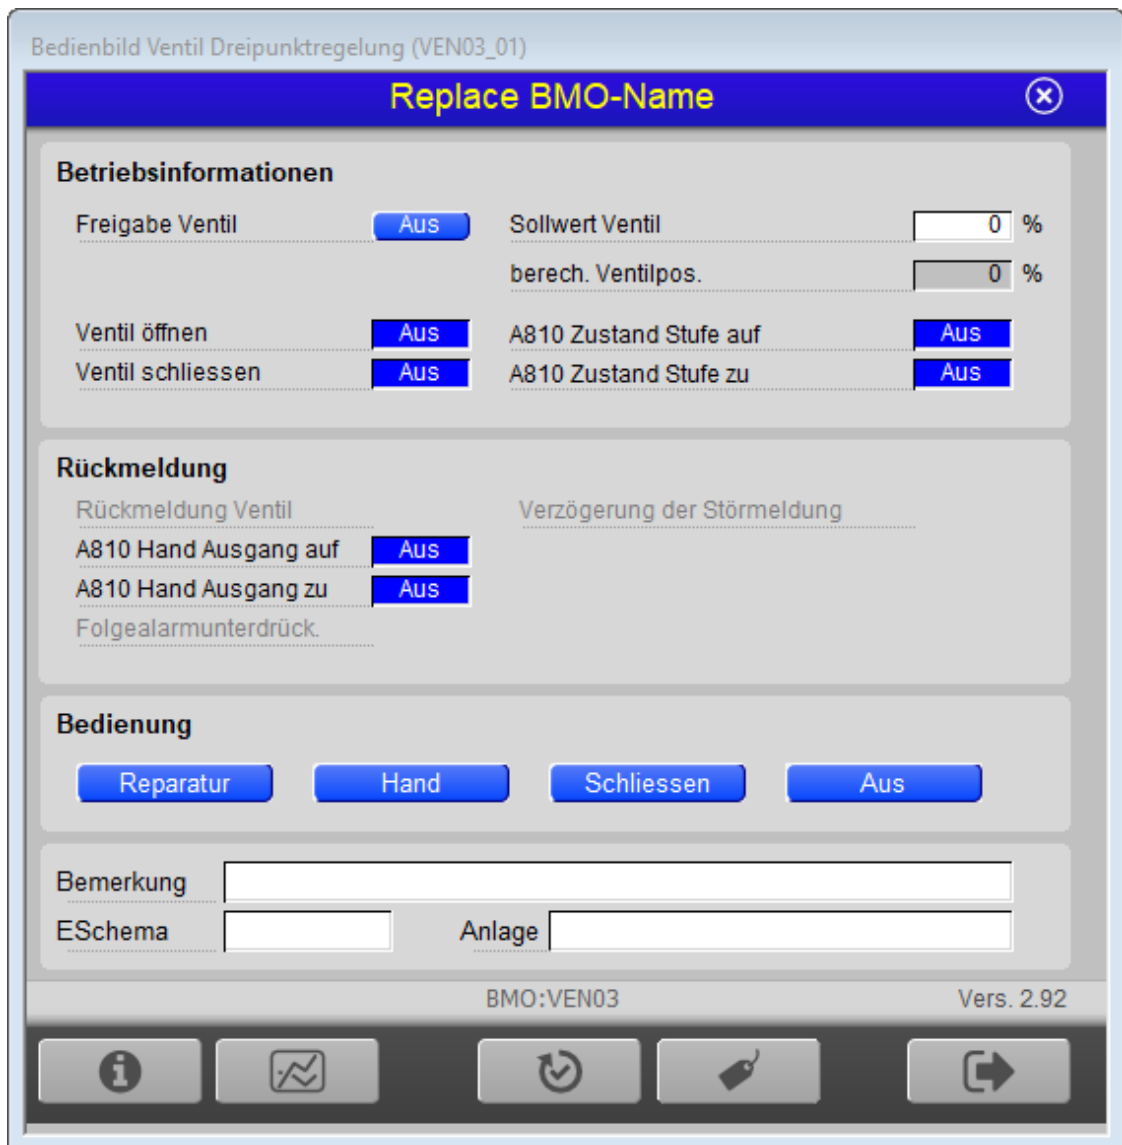 Bedienbild Ventil Dreipunktregelung (VEN03_01)
Replace BMO-Name
Betriebsinformationen
Freigabe Ventil Aus Sollwert Ventil 0 %
berech. Ventilpos. 0 %
Ventil öffnen Aus A810 Zustand Stufe auf Aus
Ventil schliessen Aus A810 Zustand Stufe zu Aus
Rückmeldung
Rückmeldung Ventil Verzögerung der Störmeldung
A810 Hand Ausgang auf Aus
A810 Hand Ausgang zu Aus
Folgealarmunterdrück.
Bedienung
Reparatur Hand Schliessen Aus
Bemerkung
ESchema Anlage
BMO:VEN03 Vers. 2.92